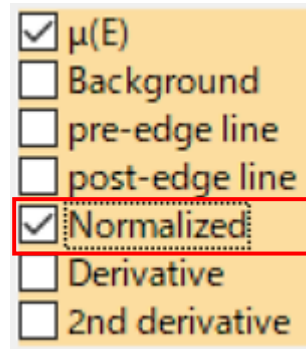 μ(E)
Background
pre-edge line
post-edge line
Normalized
Derivative
2nd derivative